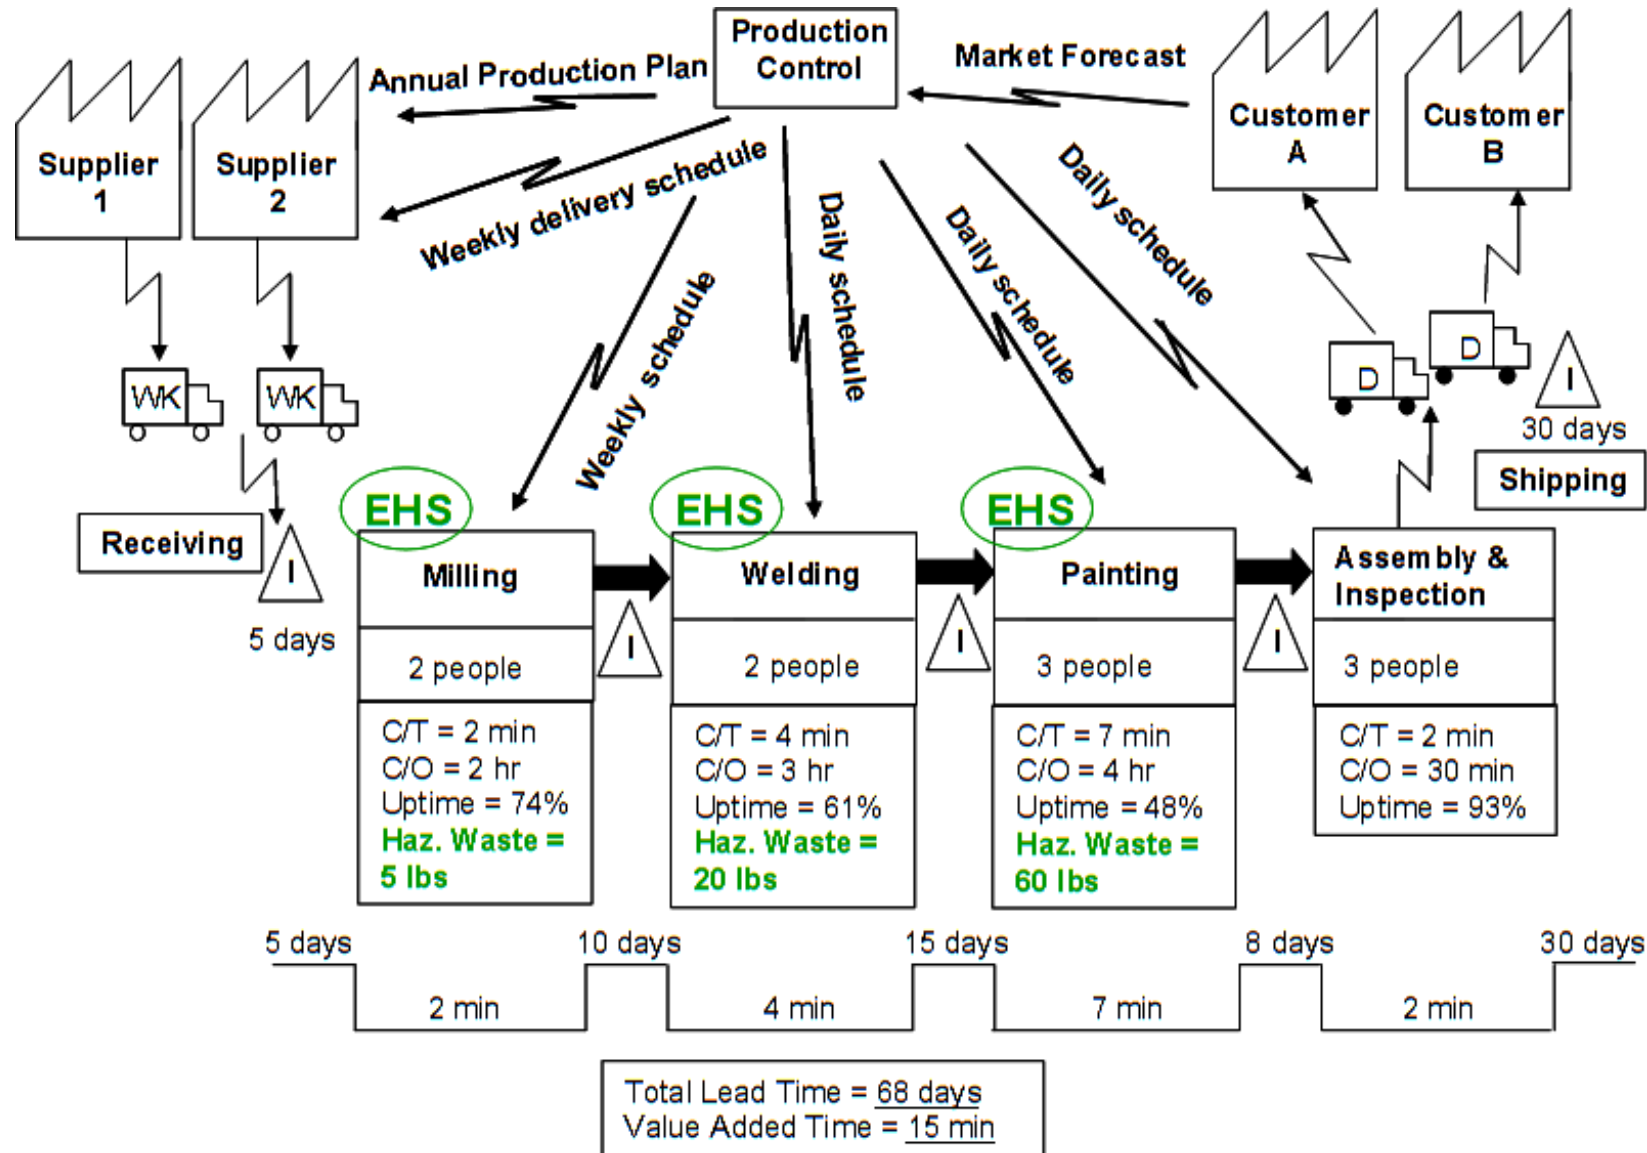 Production
Control
Annual Production Plan
Market Forecast
Supplier
1
Supplier
2
Customer
A
Customer
B
Weekly delivery schedule
Weekly schedule
Daily schedule
Daily schedule
Daily schedule
WK
WK
D
D
I
30 days
Shipping
Receiving
I
5 days
EHS
Milling
2 people
C/T = 2 min
C/O = 2 hr
Uptime = 74%
Haz. Waste =
5 lbs
I
EHS
Welding
2 people
C/T = 4 min
C/O = 3 hr
Uptime = 61%
Haz. Waste =
20 lbs
I
EHS
Painting
3 people
C/T = 7 min
C/O = 4 hr
Uptime = 48%
Haz. Waste =
60 lbs
I
Assembly &
Inspection
3 people
C/T = 2 min
C/O = 30 min
Uptime = 93%
5 days
10 days
15 days
8 days
30 days
2 min
4 min
7 min
2 min
Total Lead Time = 68 days
Value Added Time = 15 min